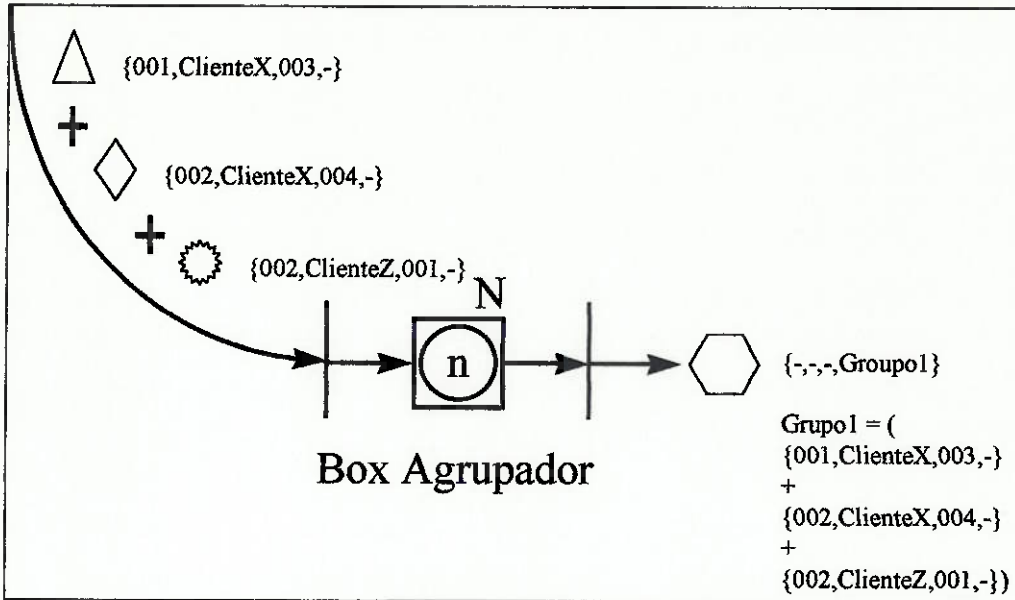 {001,ClienteX,003,-}
+
{002,ClienteX,004,-}
+
{002,ClienteZ,001,-}
N
n
{-,-,-,Groupo1}
Box Agrupador
Grupo1 = (
{001,ClienteX,003,-}
+
{002,ClienteX,004,-}
+
{002,ClienteZ,001,-})